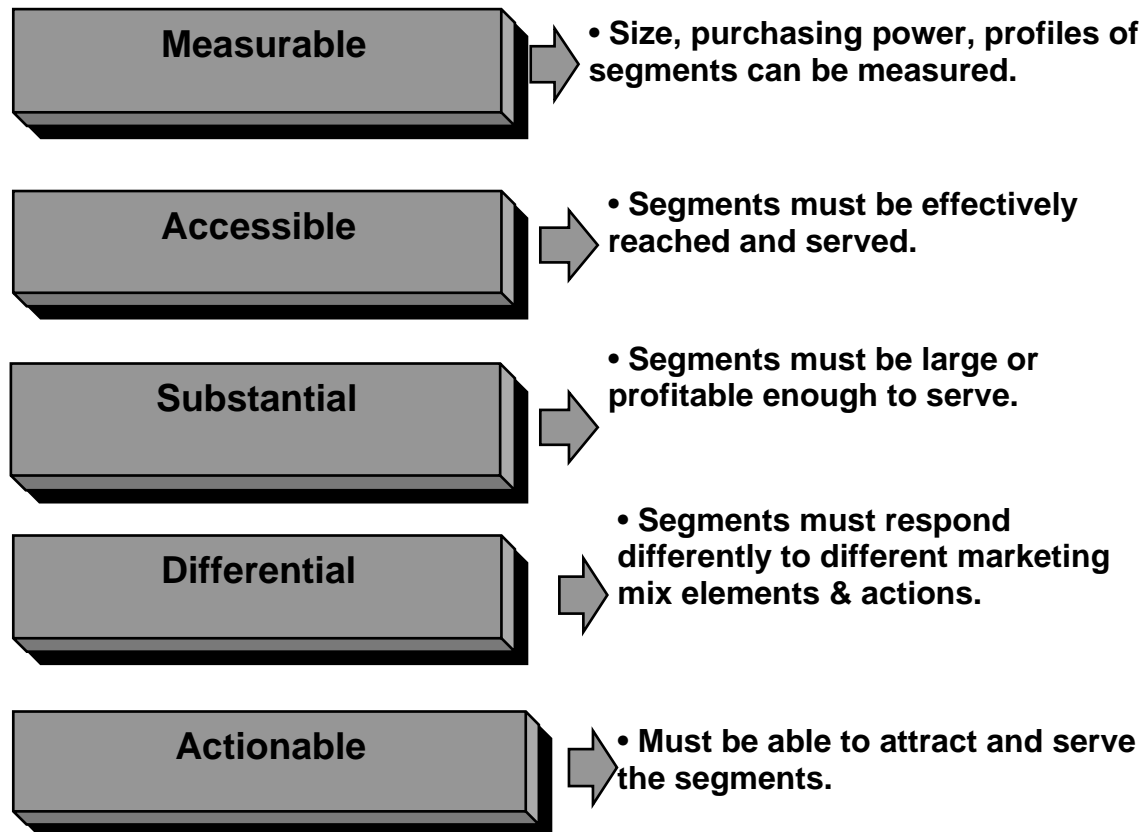 Measurable
• Size, purchasing power, profiles of
segments can be measured.
Accessible
• Segments must be effectively
reached and served.
Substantial
• Segments must be large or
profitable enough to serve.
Differential
• Segments must respond
differently to different marketing
mix elements & actions.
Actionable
• Must be able to attract and serve
the segments.